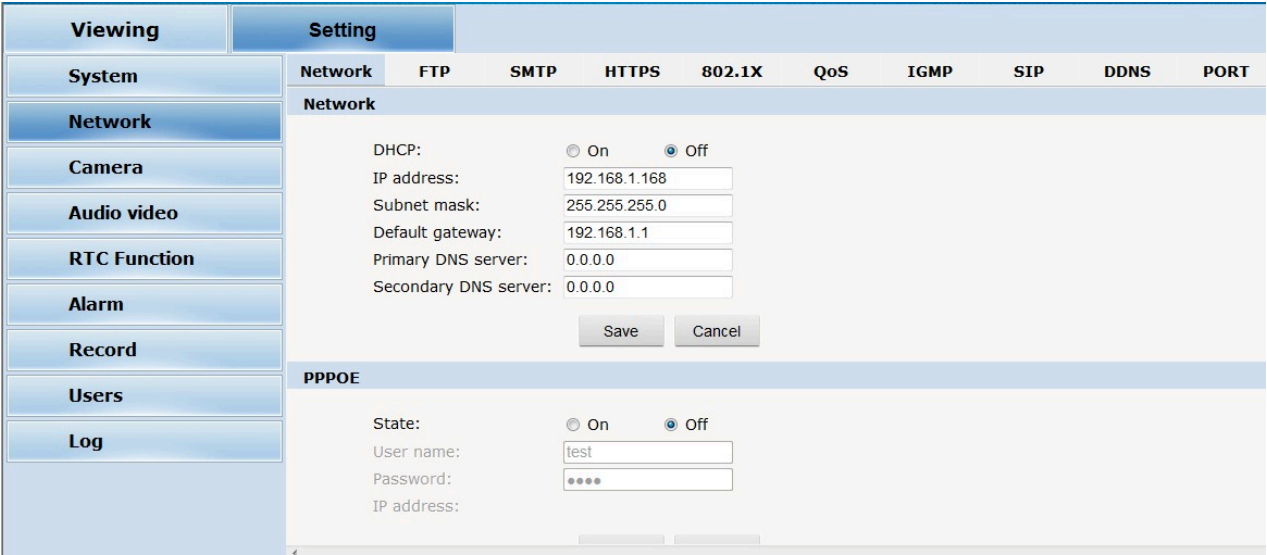 Viewing Setting
System
Network
Camera
Audio video
RTC Function
Alarm
Record
Users
Log
Network FTP SMTP HTTPS 802.1X QoS IGMP SIP DDNS PORT
Network
DHCP: On Off
IP address: 192.168.1.168
Subnet mask: 255.255.255.0
Default gateway: 192.168.1.1
Primary DNS server: 0.0.0.0
Secondary DNS server: 0.0.0.0
Save Cancel
PPPOE
State: On Off
User name: test
Password: ●●●●
IP address: